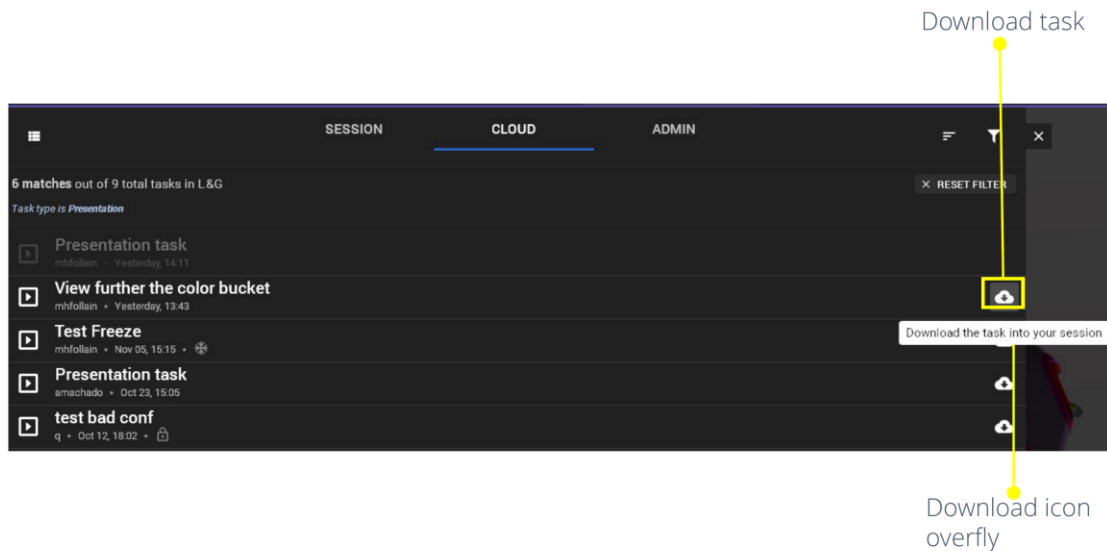 Download task
SESSION CLOUD ADMIN
6 matches out of 9 total tasks in L&G
× RESET FILTER
Task type is Presentation
Presentation task
mhfollain • Yesterday, 14:11
View further the color bucket
mhfollain • Yesterday, 13:43
Test Freeze
mhfollain • Nov 05, 15:15 •
Download the task into your session
Presentation task
amachado • Oct 23, 15:05
test bad conf
q • Oct 12, 18:02 •
Download icon
overfly